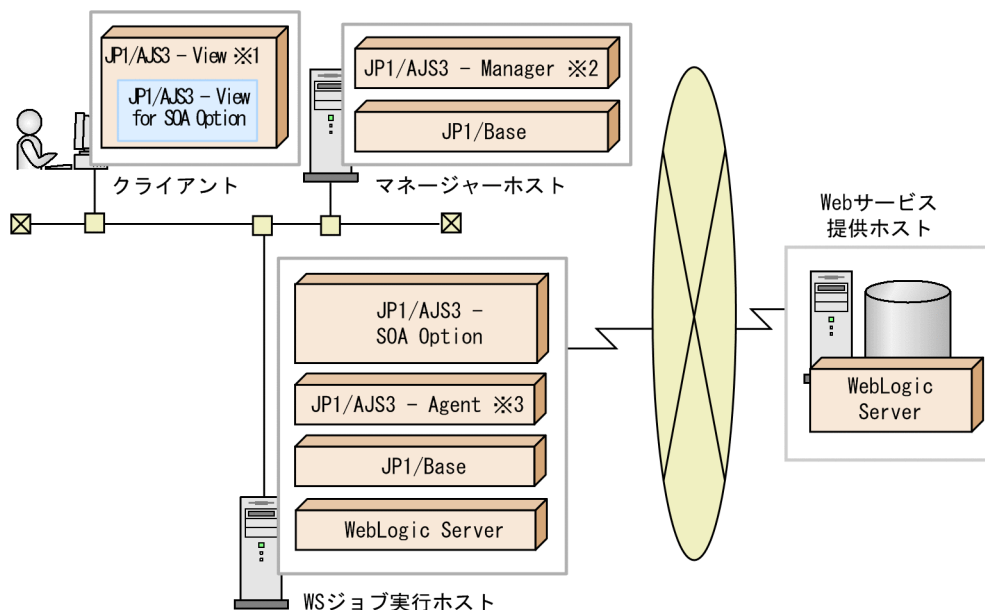 JP1/AJS3 - View ※1
JP1/AJS3 - View
for SOA Option
クライアント
JP1/AJS3 - Manager ※2
JP1/Base
マネージャーホスト
JP1/AJS3 -
SOA Option
JP1/AJS3 - Agent ※3
JP1/Base
WebLogic Server
WSジョブ実行ホスト
Webサービス
提供ホスト
WebLogic
Server